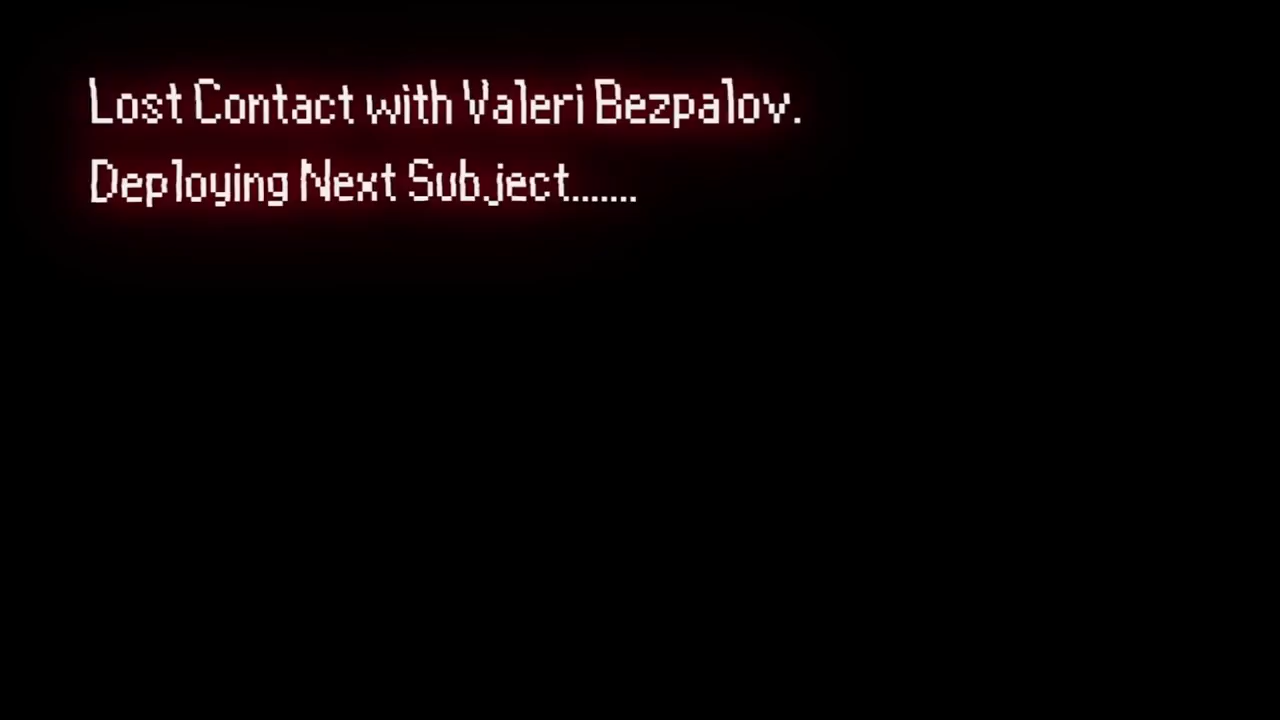 Lost Contact with Valeri Bezpalov.
Deploying Next Subject.......